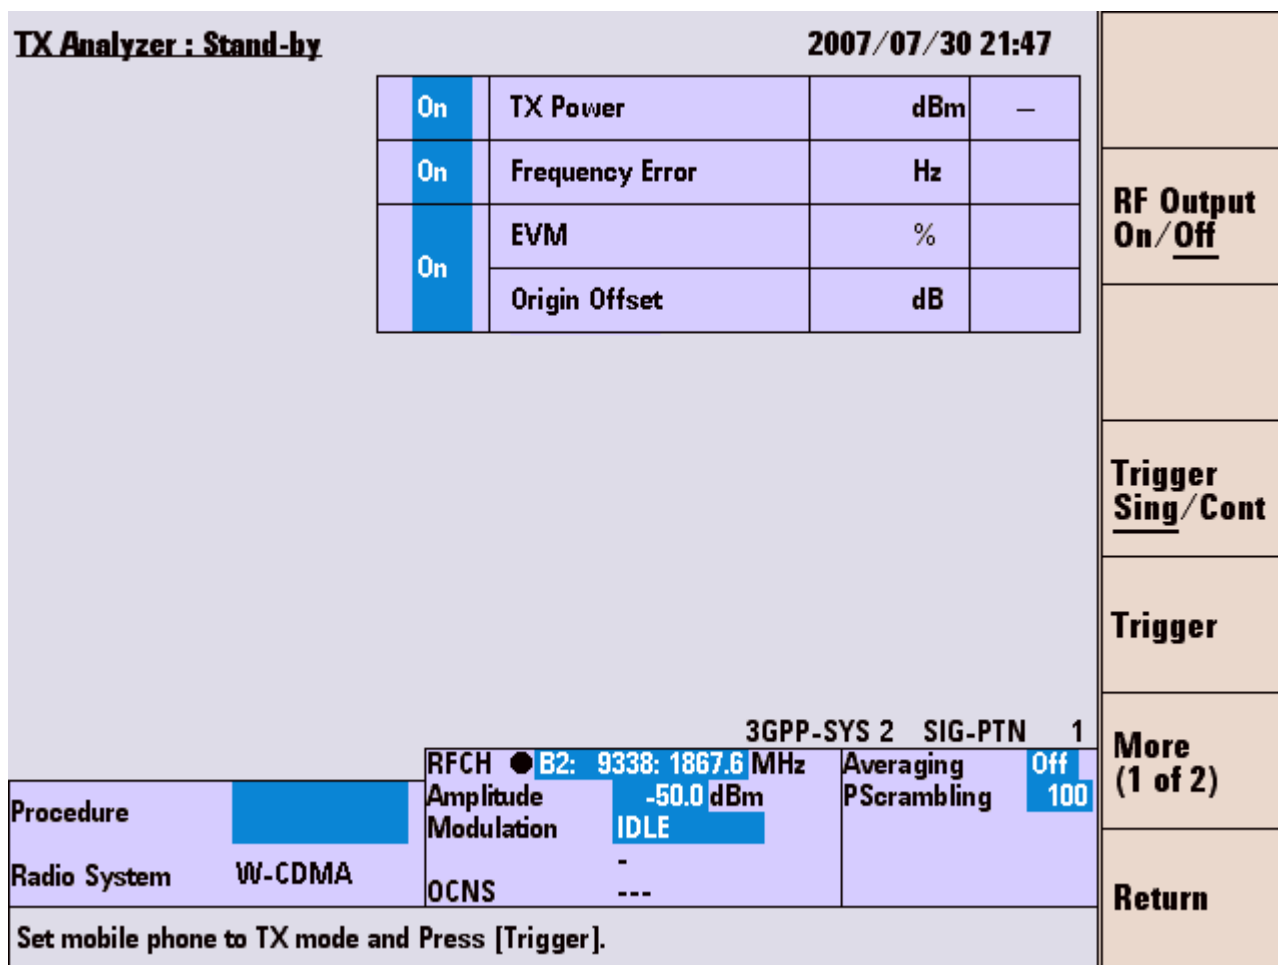 TX Analyzer : Stand-by 2007/07/30 21:47
On TX Power dBm –
On Frequency Error Hz
On EVM %
Origin Offset dB
3GPP-SYS 2 SIG-PTN 1
RFCH ● B2: 9338: 1867.6 MHz Averaging Off
Amplitude -50.0 dBm PScrambling 100
Modulation IDLE
-
OCNS ---
Procedure
Radio System W-CDMA
Set mobile phone to TX mode and Press [Trigger].
RF Output
On/Off
Trigger
Sing/Cont
Trigger
More
(1 of 2)
Return